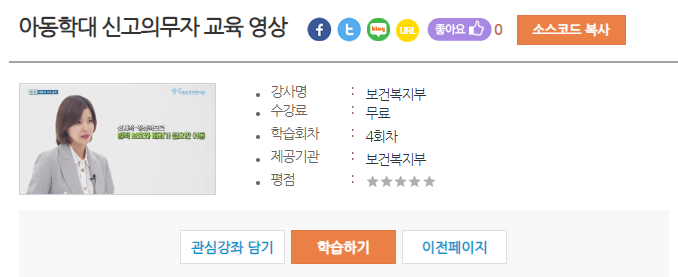 아동학대 신고의무자 교육 영상
f t blog URL 좋아요 0 소스코드 복사
강사명 : 보건복지부
수강료 : 무료
학습회차 : 4회차
제공기관 : 보건복지부
평점 : ★★★★★
관심강좌 담기 학습하기 이전페이지